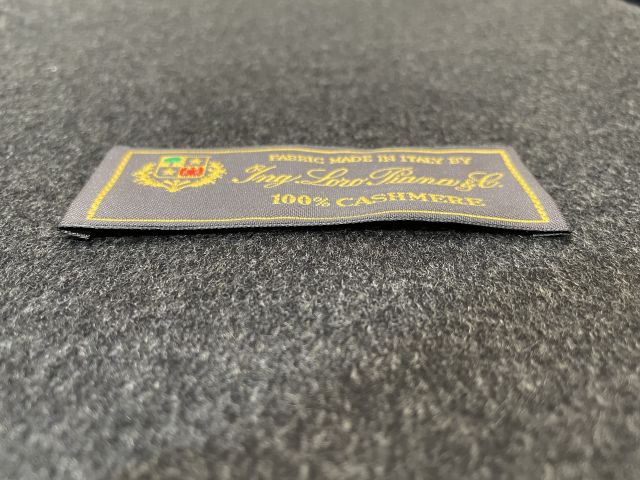 FABRIC MADE IN ITALY BY
Ing. Loro Piana & C.
100% CASHMERE